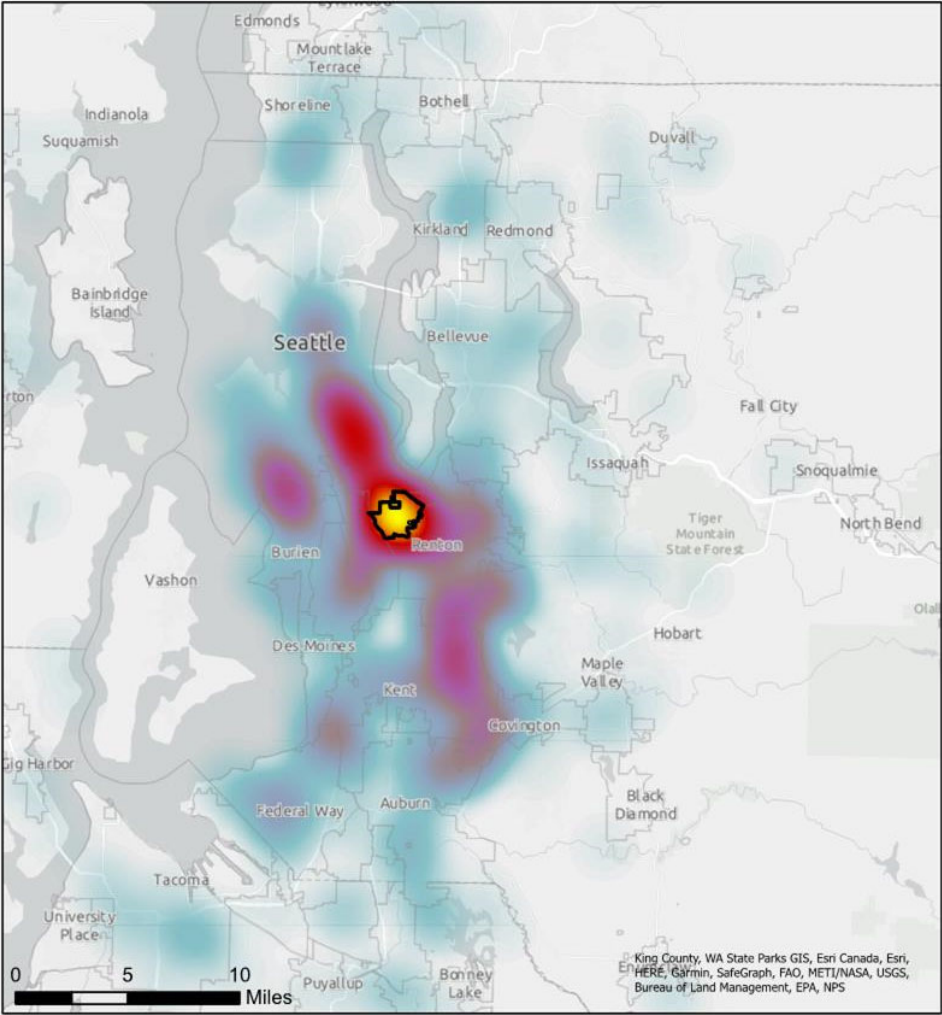 Edmonds
Mountlake
Terrace
Shoreline
Bothell
Indianola
Suquamish
Duvall
Kirkland
Redmond
Bainbridge
Island
Seattle
Bellevue
erton
Fall City
Issaquah
Snoqualmie
Tiger
Mountain
State Forest
North Bend
Renton
Burien
Vashon
Des Moines
Hobart
Maple
Valley
Kent
Covington
Gig Harbor
Federal Way
Auburn
Black
Diamond
Tacoma
University
Place
Puyallup
Bonney
Lake
0 5 10
Miles
King County, WA State Parks GIS, Esri Canada, Esri,
HERE, Garmin, SafeGraph, FAO, METI/NASA, USGS,
Bureau of Land Management, EPA, NPS